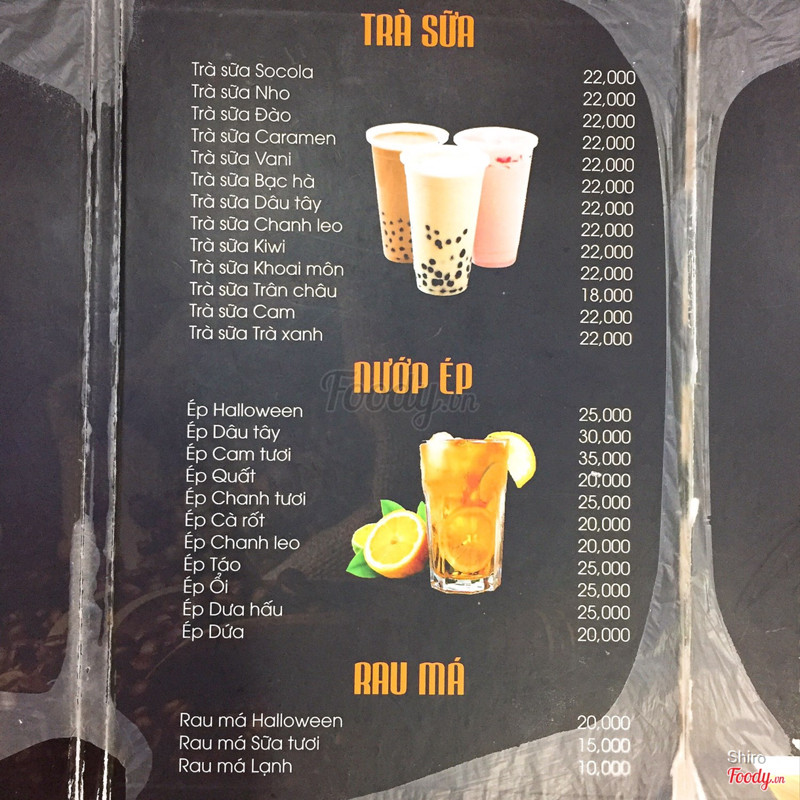 TRÀ SỮA
Trà sữa Socola 22,000
Trà sữa Nho 22,000
Trà sữa Đào 22,000
Trà sữa Caramen 22,000
Trà sữa Vani 22,000
Trà sữa Bạc hà 22,000
Trà sữa Dâu tây 22,000
Trà sữa Chanh leo 22,000
Trà sữa Kiwi 22,000
Trà sữa Khoai môn 22,000
Trà sữa Trân châu 18,000
Trà sữa Cam 22,000
Trà sữa Trà xanh 22,000
NƯỚP ÉP
Foody.vn
Ép Halloween 25,000
Ép Dâu tây 30,000
Ép Cam tươi 35,000
Ép Quất 20,000
Ép Chanh tươi 25,000
Ép Cà rốt 20,000
Ép Chanh leo 20,000
Ép Táo 25,000
Ép Ổi 25,000
Ép Dưa hấu 25,000
Ép Dứa 20,000
RAU MÁ
Rau má Halloween 20,000
Rau má Sữa tươi 15,000
Rau má Lạnh 10,000
Shiro
Foody.vn